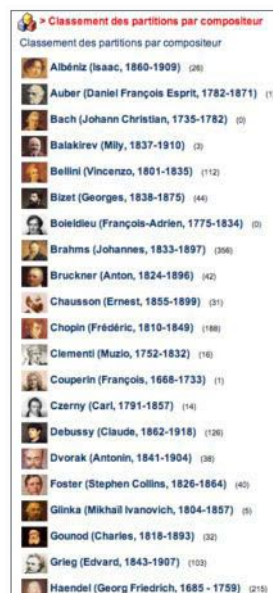 > Classement des partitions par compositeur
Classement des partitions par compositeur
Albéniz (Isaac, 1860-1909) (26)
Auber (Daniel François Esprit, 1782-1871)
Bach (Johann Christian, 1735-1782) (0)
Balakirev (Mily, 1837-1910) (3)
Bellini (Vincenzo, 1801-1835) (112)
Bizet (Georges, 1838-1875) (44)
Boieldieu (François-Adrien, 1775-1834) (0)
Brahms (Johannes, 1833-1897) (356)
Bruckner (Anton, 1824-1896) (42)
Chausson (Ernest, 1855-1899) (31)
Chopin (Frédéric, 1810-1849) (188)
Clementi (Muzio, 1752-1832) (16)
Couperin (François, 1668-1733) (1)
Czerny (Carl, 1791-1857) (14)
Debussy (Claude, 1862-1918) (126)
Dvorak (Antonin, 1841-1904) (38)
Foster (Stephen Collins, 1826-1864) (40)
Glinka (Mikhaïl Ivanovich, 1804-1857) (5)
Gounod (Charles, 1818-1893) (32)
Grieg (Edvard, 1843-1907) (103)
Haendel (Georg Friedrich, 1685 - 1759) (215)